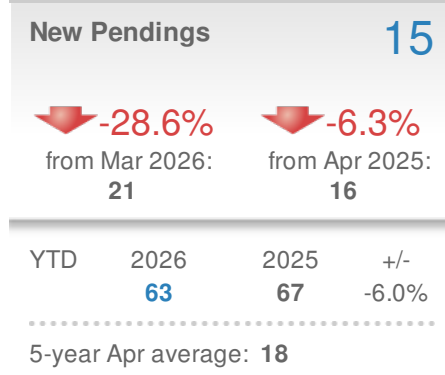 New Pendings 15
-28.6% -6.3%
from Mar 2026: from Apr 2025:
21 16
YTD 2026 2025 +/-
63 67 -6.0%
5-year Apr average: 18